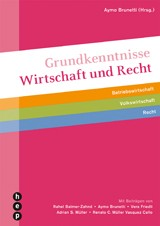 Aymo Brunetti (Hrsg.)
Grundkenntnisse
Wirtschaft und Recht
Betriebswirtschaft
Volkswirtschaft
Recht
Mit Beiträgen von
Rahel Balmer-Zahnd • Aymo Brunetti • Vera Friedli
Adrian S. Müller • Renato C. Müller Vasquez Callo
hep